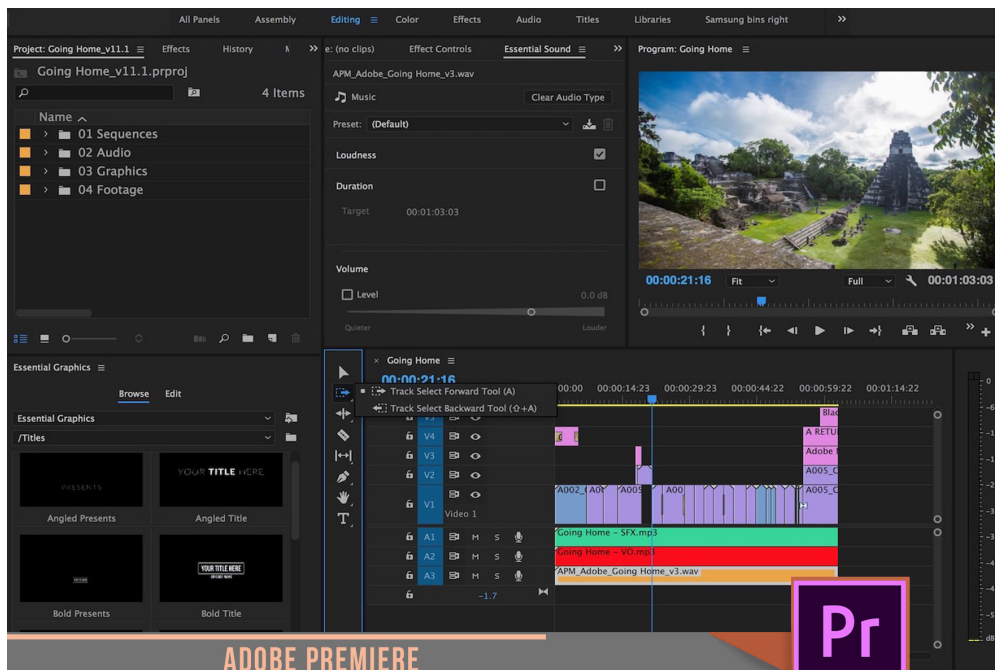 All Panels Assembly Editing Color Effects Audio Titles Libraries Samsung bins right
Project: Going Home_v11.1 Effects History
Going Home_v11.1.prproj
4 Items
Name
01 Sequences
02 Audio
03 Graphics
04 Footage
e: (no clips) Effect Controls Essential Sound
APM_Adobe_Going Home_v3.wav
Music Clear Audio Type
Preset: (Default)
Loudness
Duration
Target 00:01:03:03
Volume
Level 0.0 dB
Quieter Louder
Program: Going Home
00:00:21:16 Fit Full 00:01:03:03
Essential Graphics
Browse Edit
Essential Graphics
/Titles
PRESENTS YOUR TITLE HERE
Angled Presents Angled Title
YOUR TITLE HERE
Bold Presents Bold Title
Going Home
00:00:21:16
Track Select Forward Tool (A)
Track Select Backward Tool (⇧+A)
00:00 00:00:14:23 00:00:29:23 00:00:44:22 00:00:59:22 00:01:14:22
Blac
V4 A RETU
V3 Adobe
V2 A005_C
V1 A002_ A005 A00 A005_C
Video 1
A1 M S Going Home - SFX.mp3
A2 M S Going Home - VO.mp3
A3 M S APM_Adobe_Going Home_v3.wav
-1.7
0
-6
dB
Pr
ADOBE PREMIERE